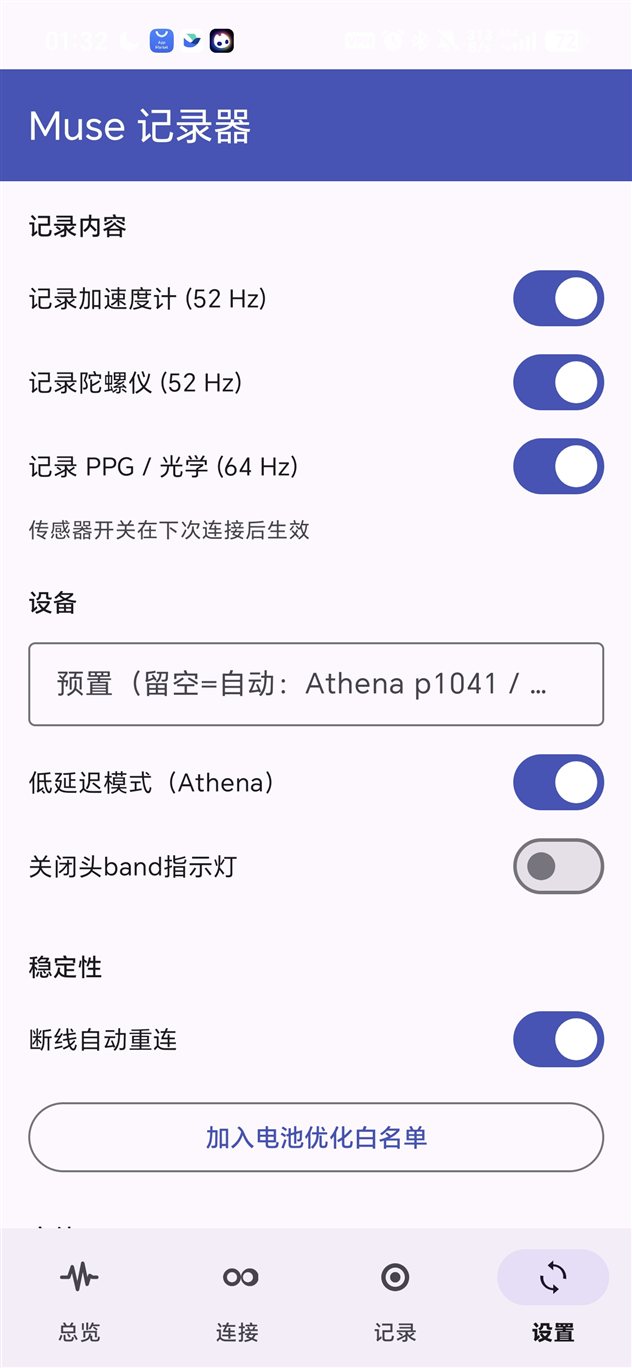 01:32
Muse 记录器
记录内容
记录加速度计 (52 Hz)
记录陀螺仪 (52 Hz)
记录 PPG / 光学 (64 Hz)
传感器开关在下次连接后生效
设备
预置（留空=自动：Athena p1041 / ...
低延迟模式（Athena）
关闭头band指示灯
稳定性
断线自动重连
加入电池优化白名单
总览
连接
记录
设置